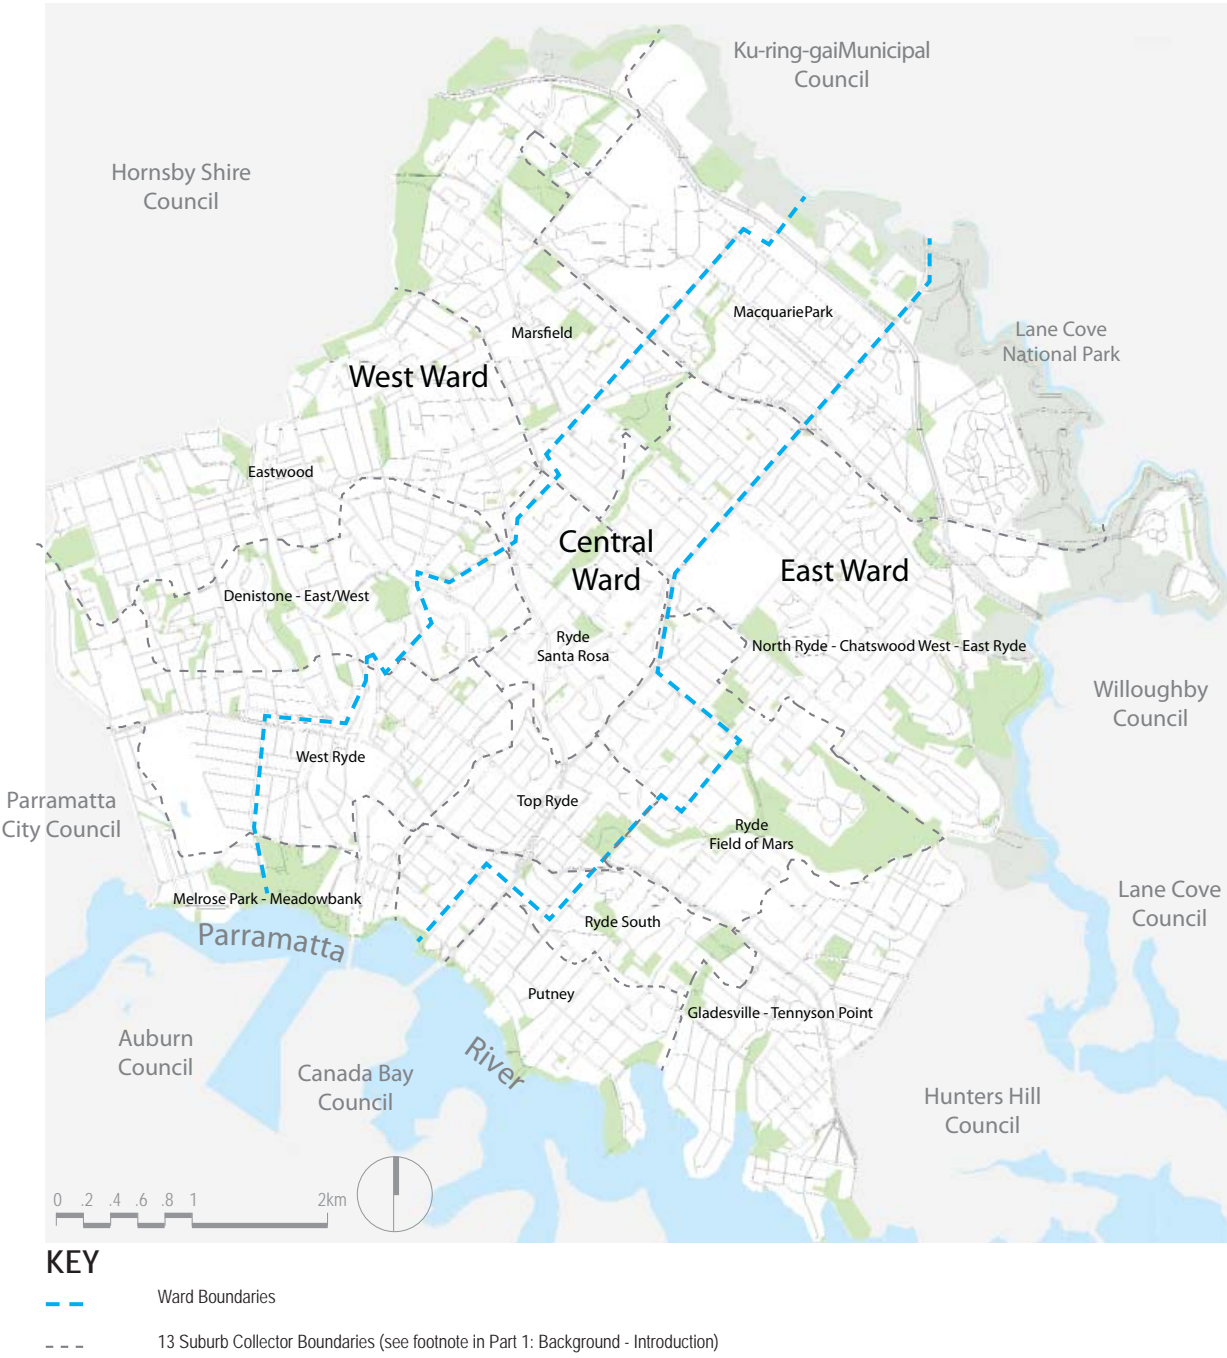 Ku-ring-gaiMunicipal
Council
Hornsby Shire
Council
MacquariePark
Marsfield
Lane Cove
National Park
West Ward
Eastwood
Central
Ward
East Ward
Denistone - East/West
Ryde
Santa Rosa
North Ryde - Chatswood West - East Ryde
Willoughby
Council
West Ryde
Parramatta
City Council
Top Ryde
Ryde
Field of Mars
Melrose Park - Meadowbank
Lane Cove
Council
Ryde South
Parramatta
River
Putney
Gladesville - Tennyson Point
Auburn
Council
Canada Bay
Council
Hunters Hill
Council
0 .2 .4 .6 .8 1 2km
KEY
Ward Boundaries
13 Suburb Collector Boundaries (see footnote in Part 1: Background - Introduction)